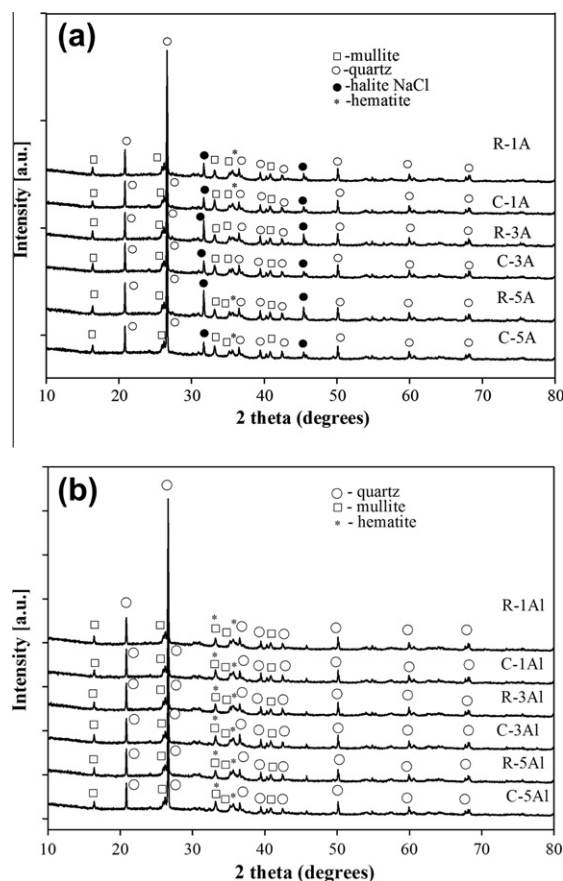 (a)
□-mullite
○-quartz
●-halite NaCl
*-hematite
R-1A
C-1A
R-3A
C-3A
R-5A
C-5A
Intensity [a.u.]
10 20 30 40 50 60 70 80
2 theta (degrees)
(b)
○ - quartz
□ - mullite
* - hematite
R-1Al
C-1Al
R-3Al
C-3Al
R-5Al
C-5Al
Intensity [a.u.]
10 20 30 40 50 60 70 80
2 theta (degrees)